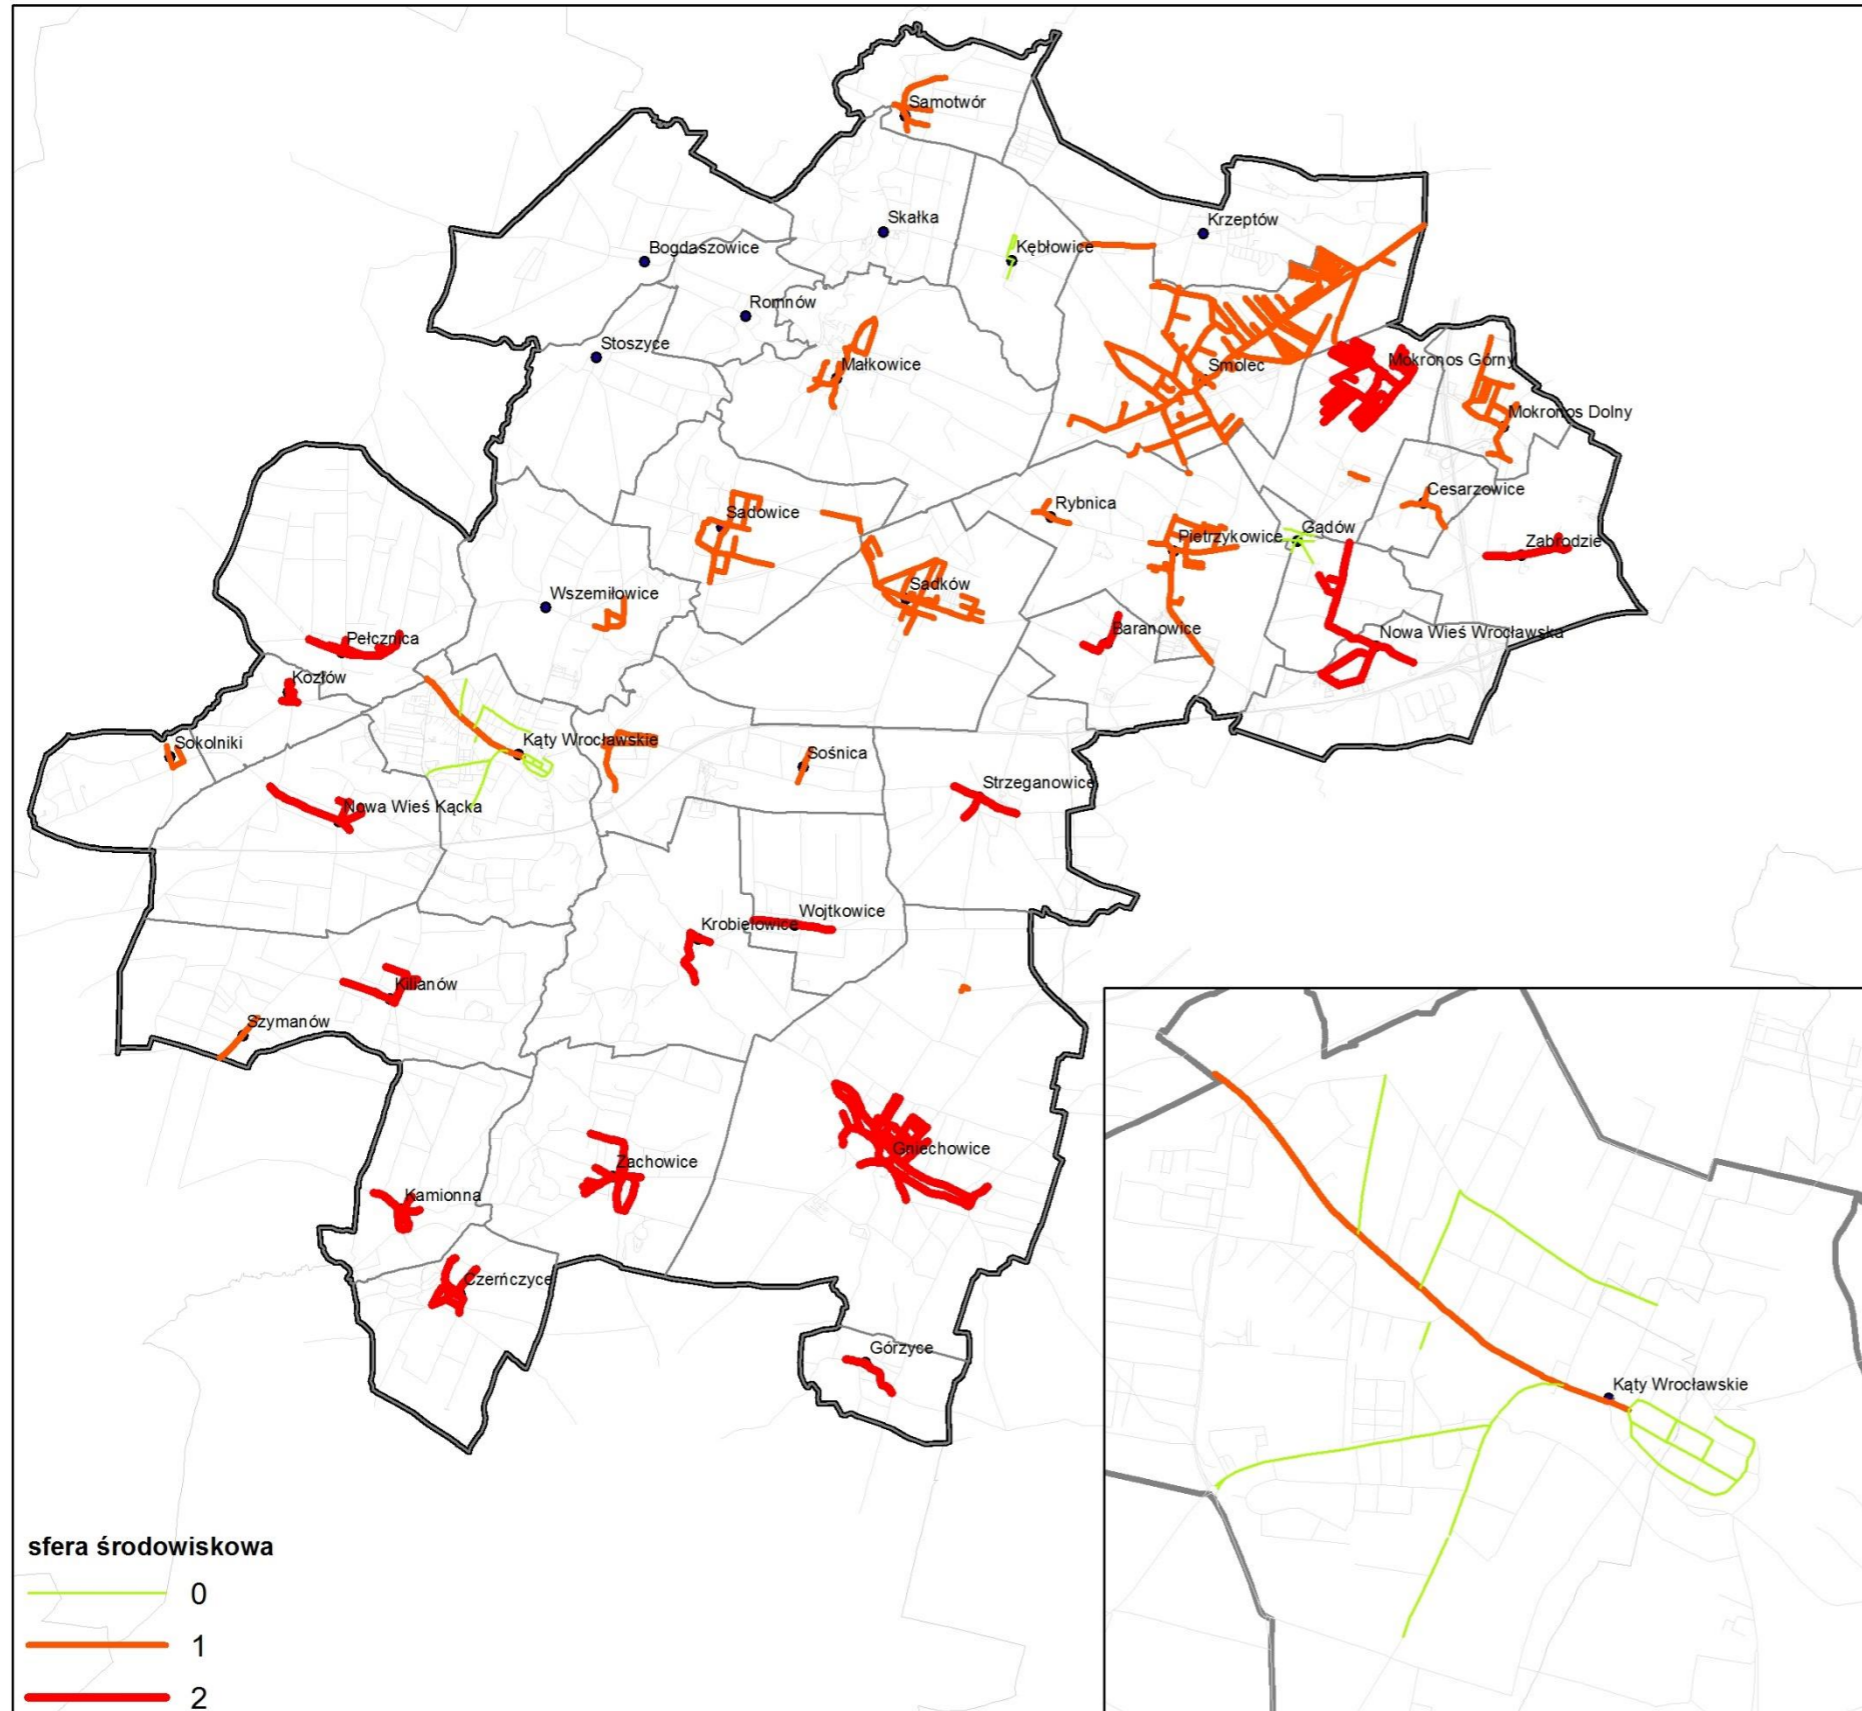 Samotwór
Skałka
Krzeptów
Bogdaszowice
Kębłowice
Romnów
Stoszyce
Małkowice
Smolec
Mokronos Górny
Mokronos Dolny
Cesarzowice
Rybnica
Sadowice
Gądów
Pietrzykowice
Zabrodzie
Sadków
Wszemiłowice
Baranowice
Nowa Wieś Wrocławska
Pełcznica
Kozłów
Sokolniki
Kąty Wrocławskie
Sośnica
Strzeganowice
Nowa Wieś Kącka
Wojtkowice
Krobielowice
Kilianów
Szymanów
Gniechowice
Zachowice
Kamionna
Czerńczyce
Górzyce
Kąty Wrocławskie
sfera środowiskowa
0
1
2